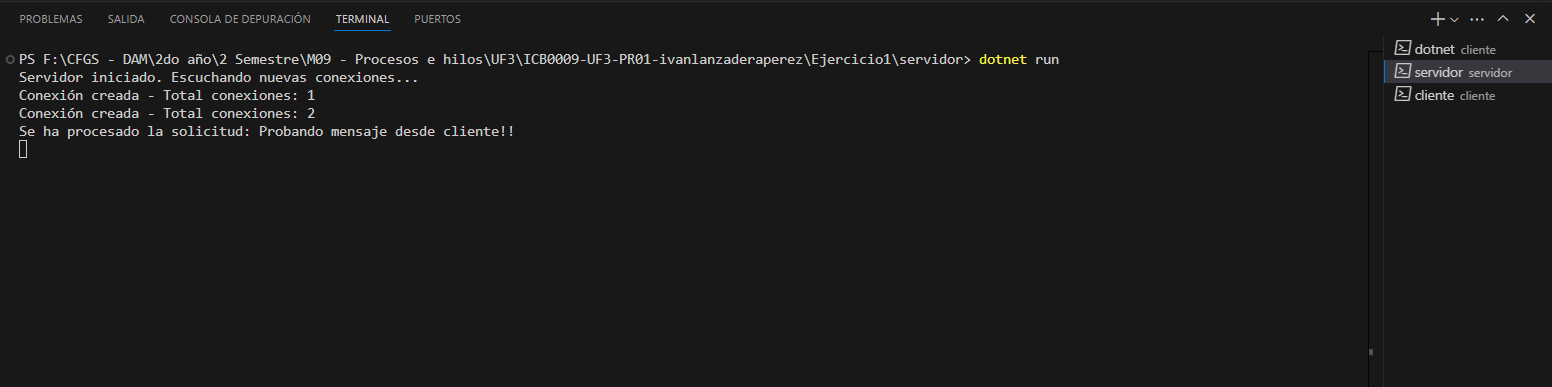 PROBLEMAS SALIDA CONSOLA DE DEPURACIÓN TERMINAL PUERTOS
PS F:\CFGS - DAM\2do año\2 Semestre\M09 - Procesos e hilos\UF3\ICB0009-UF3-PR01-ivanlanzaderaperez\Ejercicio1\servidor> dotnet run
Servidor iniciado. Escuchando nuevas conexiones...
Conexión creada - Total conexiones: 1
Conexión creada - Total conexiones: 2
Se ha procesado la solicitud: Probando mensaje desde cliente!!
dotnet cliente
servidor servidor
cliente cliente